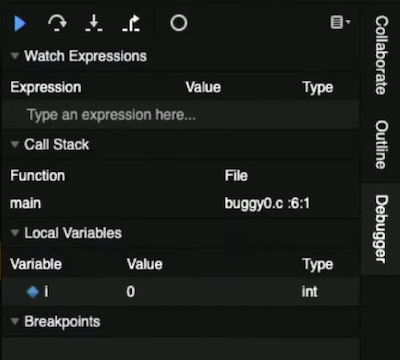 Watch Expressions
Expression Value Type
Type an expression here...
Call Stack
Function File
main buggy0.c :6:1
Local Variables
Variable Value Type
i 0 int
Breakpoints
Collaborate
Outline
Debugger